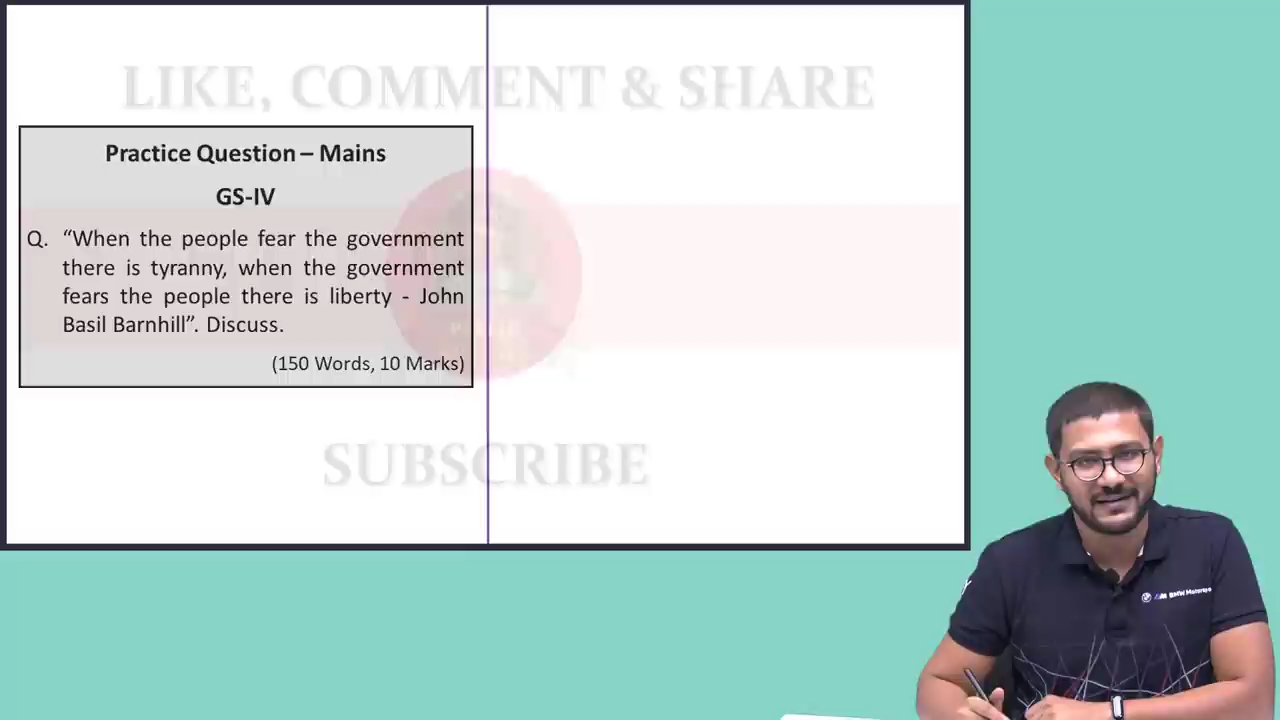 LIKE, COMMENT & SHARE
Practice Question – Mains
GS-IV
Q. “When the people fear the government
there is tyranny, when the government
fears the people there is liberty - John
Basil Barnhill”. Discuss.
(150 Words, 10 Marks)
SUBSCRIBE